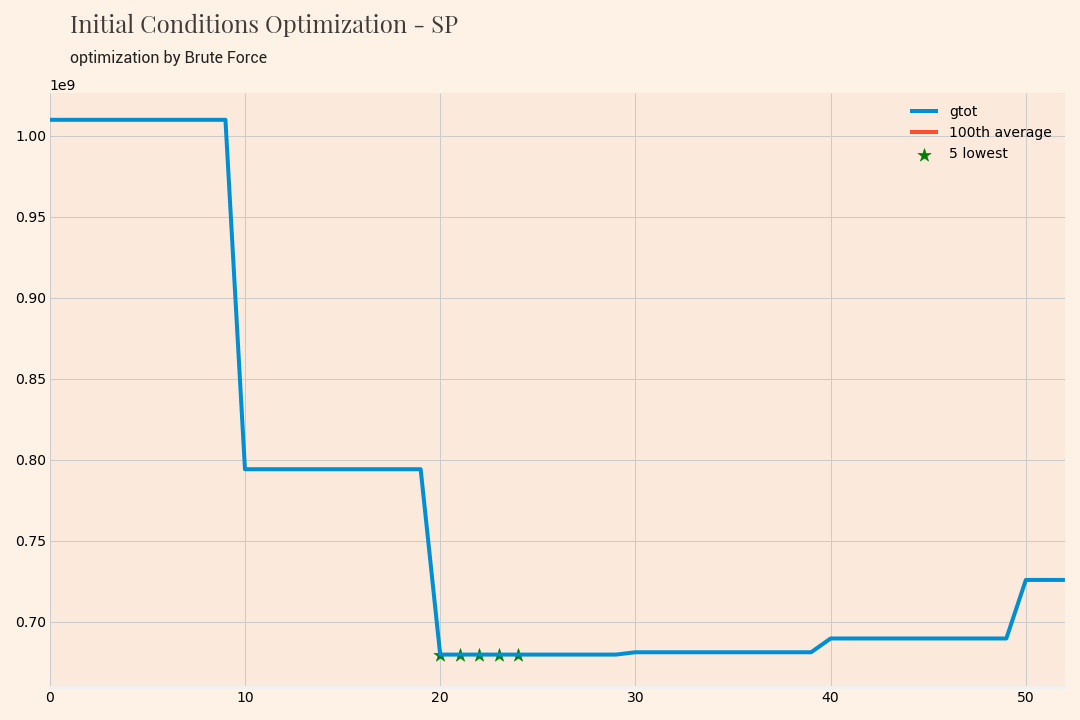 Initial Conditions Optimization - SP
optimization by Brute Force
1e9
gtot
100th average
5 lowest
1.00
0.95
0.90
0.85
0.80
0.75
0.70
0 10 20 30 40 50